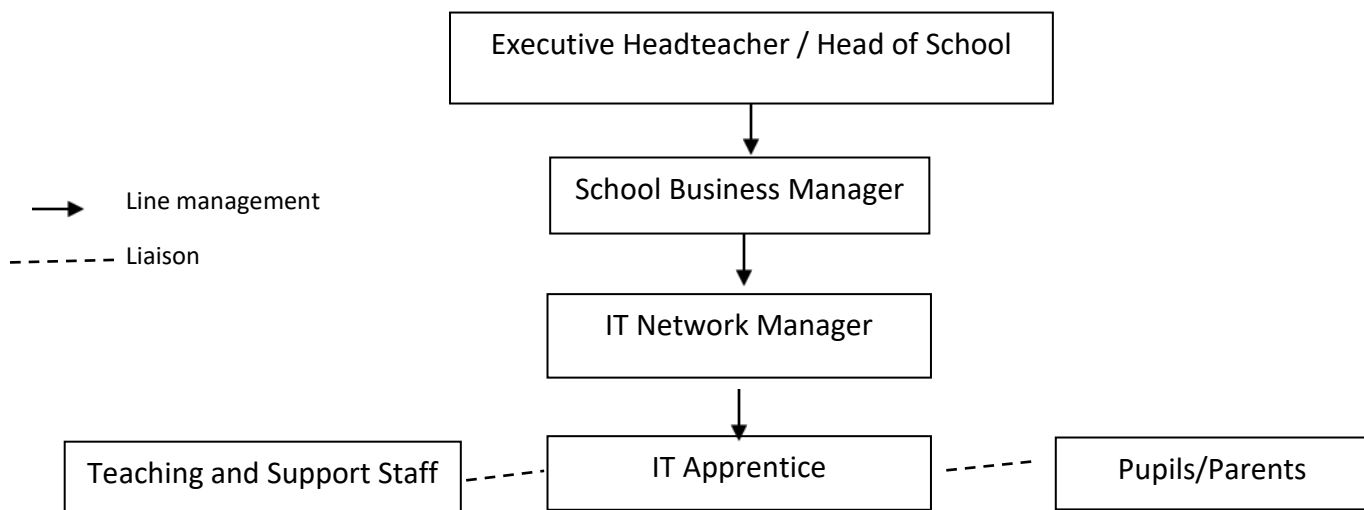 Executive Headteacher / Head of School
School Business Manager
Line management
Liaison
IT Network Manager
Teaching and Support Staff
IT Apprentice
Pupils/Parents